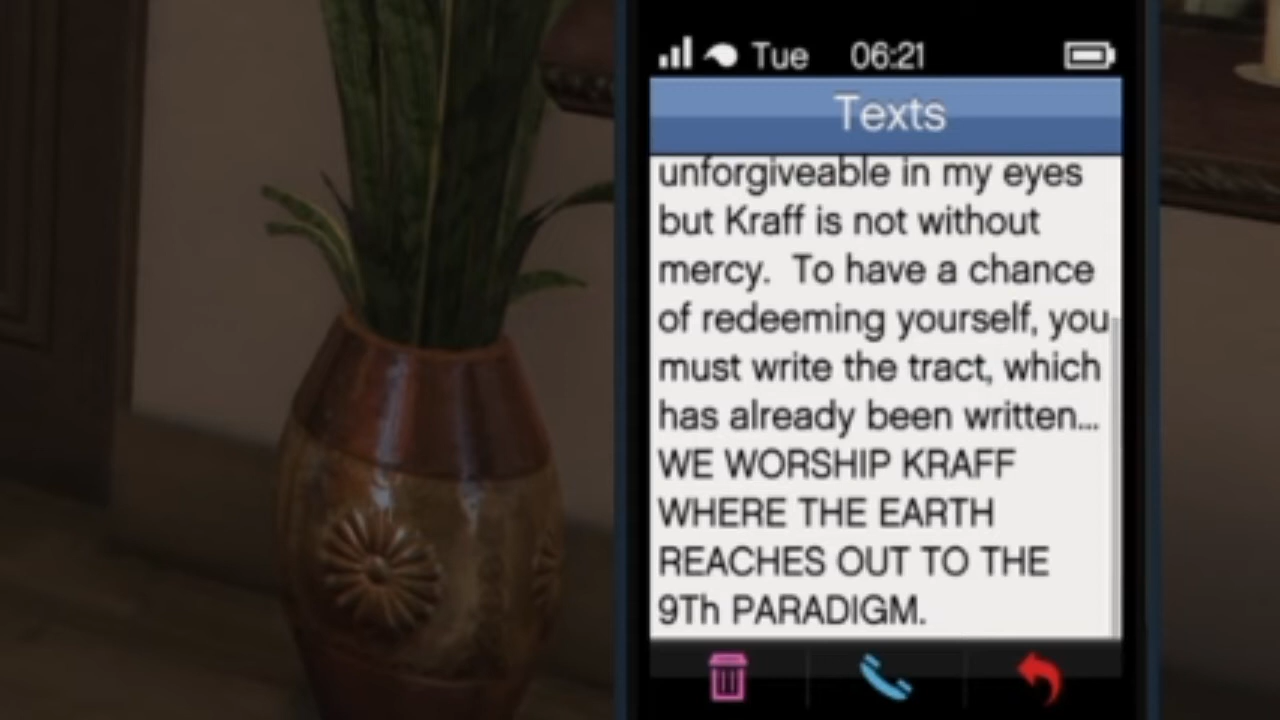 Tue 06:21
Texts
unforgiveable in my eyes
but Kraff is not without
mercy.  To have a chance
of redeeming yourself, you
must write the tract, which
has already been written...
WE WORSHIP KRAFF
WHERE THE EARTH
REACHES OUT TO THE
9Th PARADIGM.